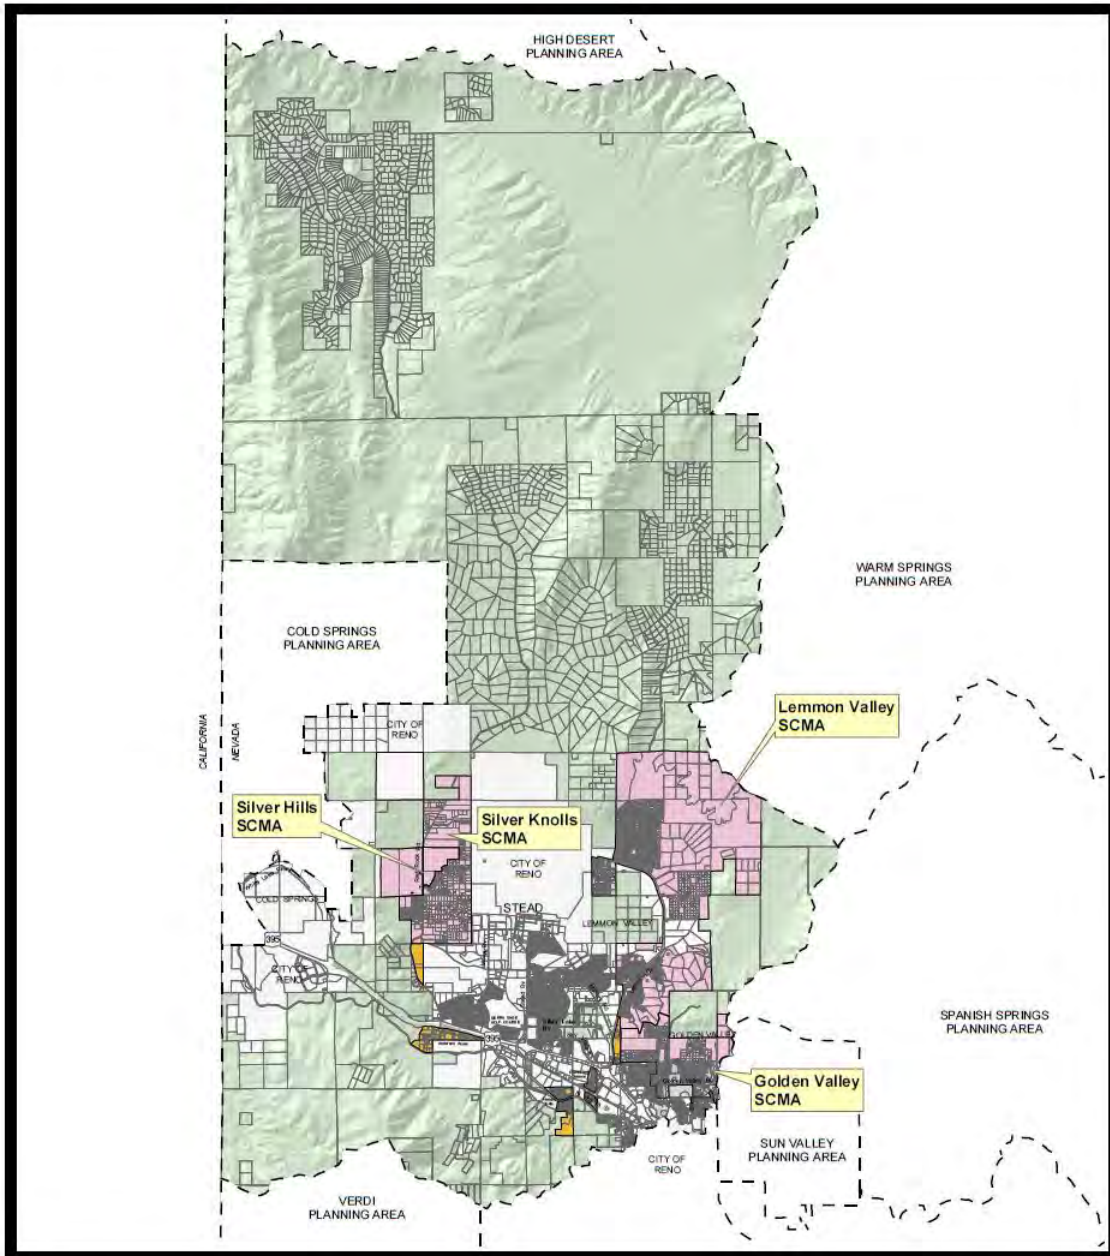 HIGH DESERT
PLANNING AREA
WARM SPRINGS
PLANNING AREA
COLD SPRINGS
PLANNING AREA
CALIFORNIA
NEVADA
CITY OF
RENO
Lemmon Valley
SCMA
Silver Hills
SCMA
Silver Knolls
SCMA
CITY OF
RENO
COLD SPRINGS
STEAD
LEMMON VALLEY
395
CITY OF
RENO
SPANISH SPRINGS
PLANNING AREA
GOLDEN VALLEY
395
Golden Valley
SCMA
SUN VALLEY
PLANNING AREA
CITY OF
RENO
VERDI
PLANNING AREA